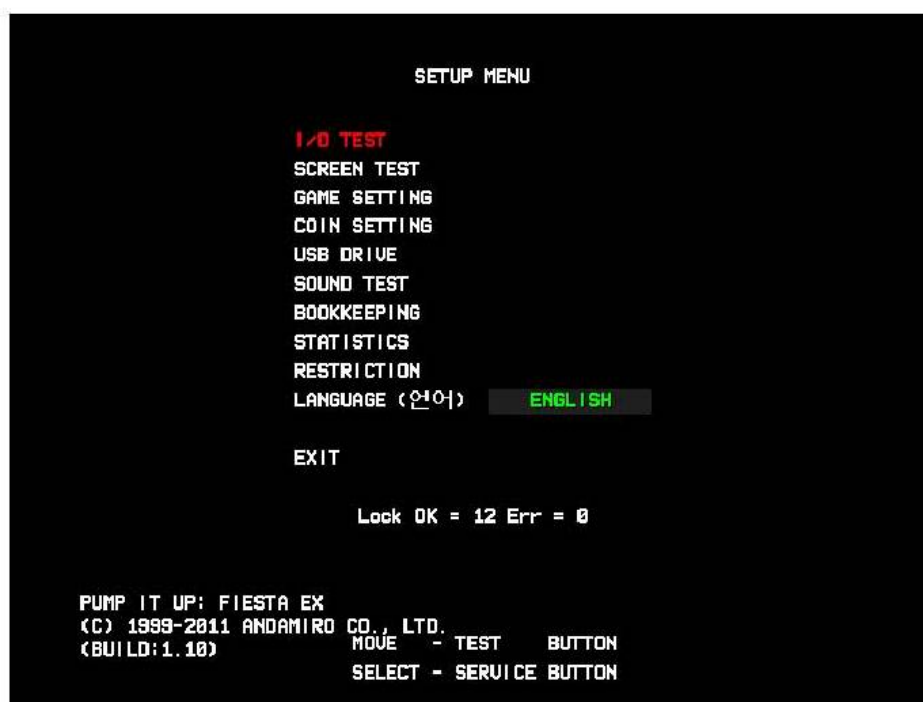 SETUP MENU
I/O TEST
SCREEN TEST
GAME SETTING
COIN SETTING
USB DRIVE
SOUND TEST
BOOKKEEPING
STATISTICS
RESTRICTION
LANGUAGE (언어) ENGLISH
EXIT
Lock OK = 12 Err = 0
PUMP IT UP: FIESTA EX
(C) 1999-2011 ANDAMIRO CO., LTD.
(BUILD:1.10)
MOVE - TEST BUTTON
SELECT - SERVICE BUTTON